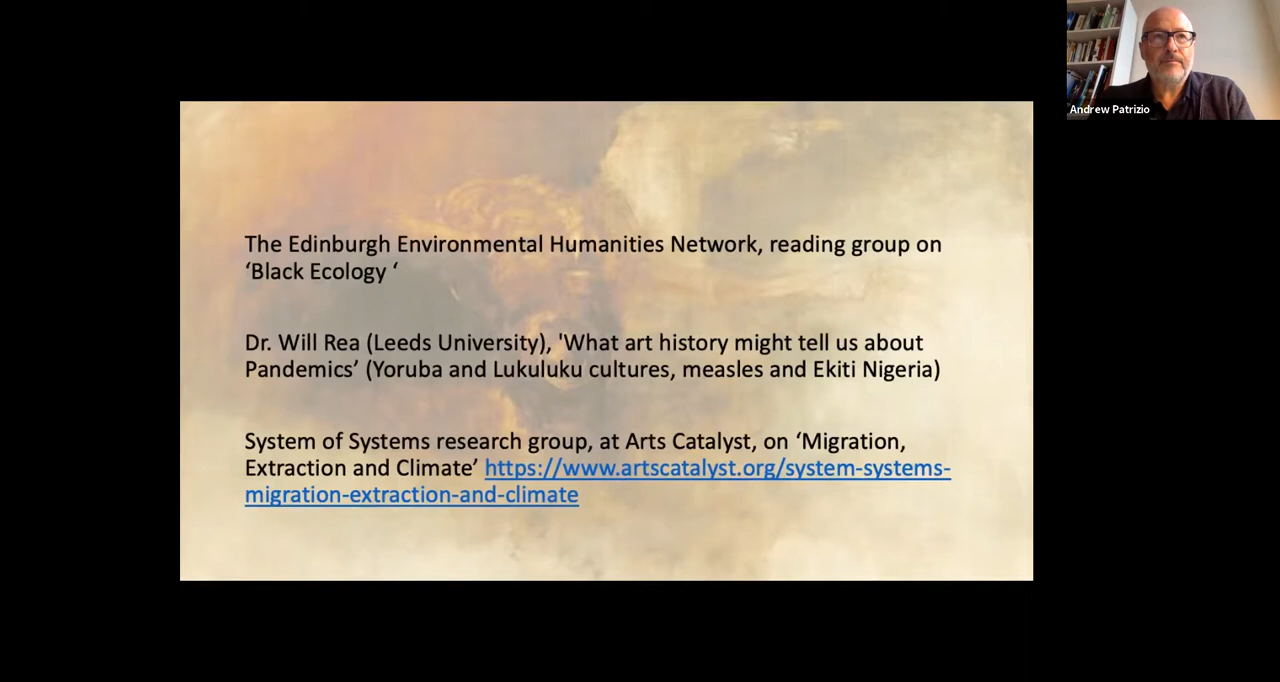 Andrew Patrizio
The Edinburgh Environmental Humanities Network, reading group on
‘Black Ecology ‘
Dr. Will Rea (Leeds University), 'What art history might tell us about
Pandemics’ (Yoruba and Lukuluku cultures, measles and Ekiti Nigeria)
System of Systems research group, at Arts Catalyst, on ‘Migration,
Extraction and Climate’ https://www.artscatalyst.org/system-systems-
migration-extraction-and-climate